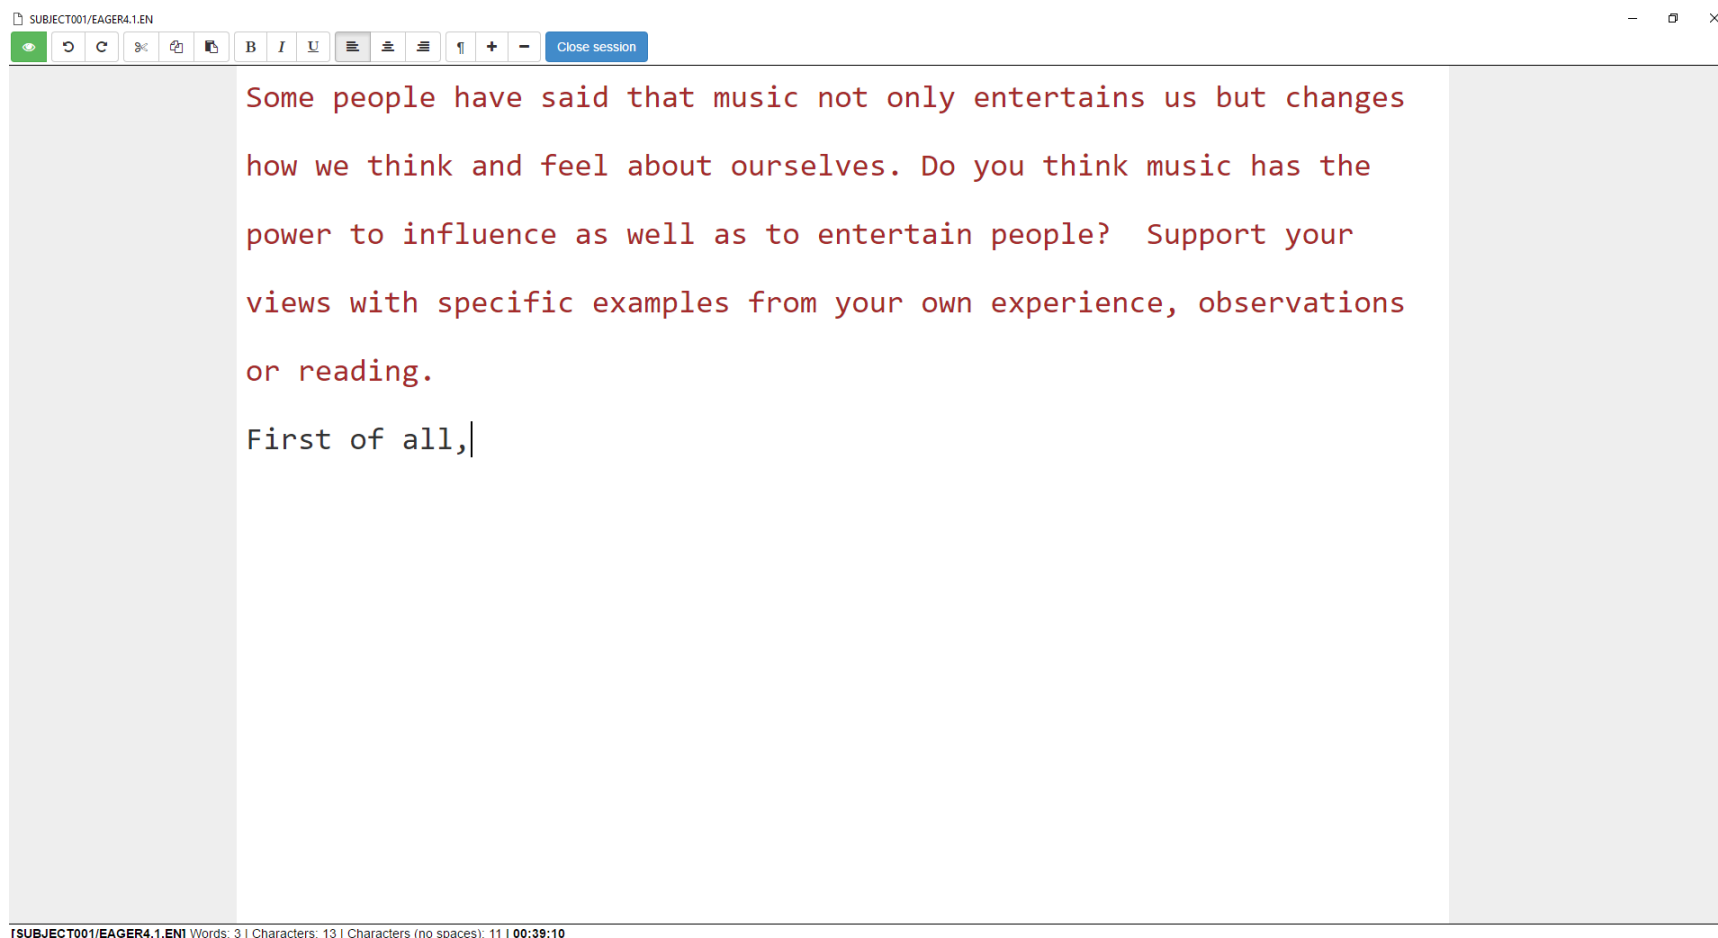 SUBJECT001/EAGER4.1.EN
B I U ¶ Close session
Some people have said that music not only entertains us but changes
how we think and feel about ourselves. Do you think music has the
power to influence as well as to entertain people?  Support your
views with specific examples from your own experience, observations
or reading.
First of all,
[SUBJECT001/EAGER4.1.EN] Words: 3 | Characters: 13 | Characters (no spaces): 11 | 00:39:10